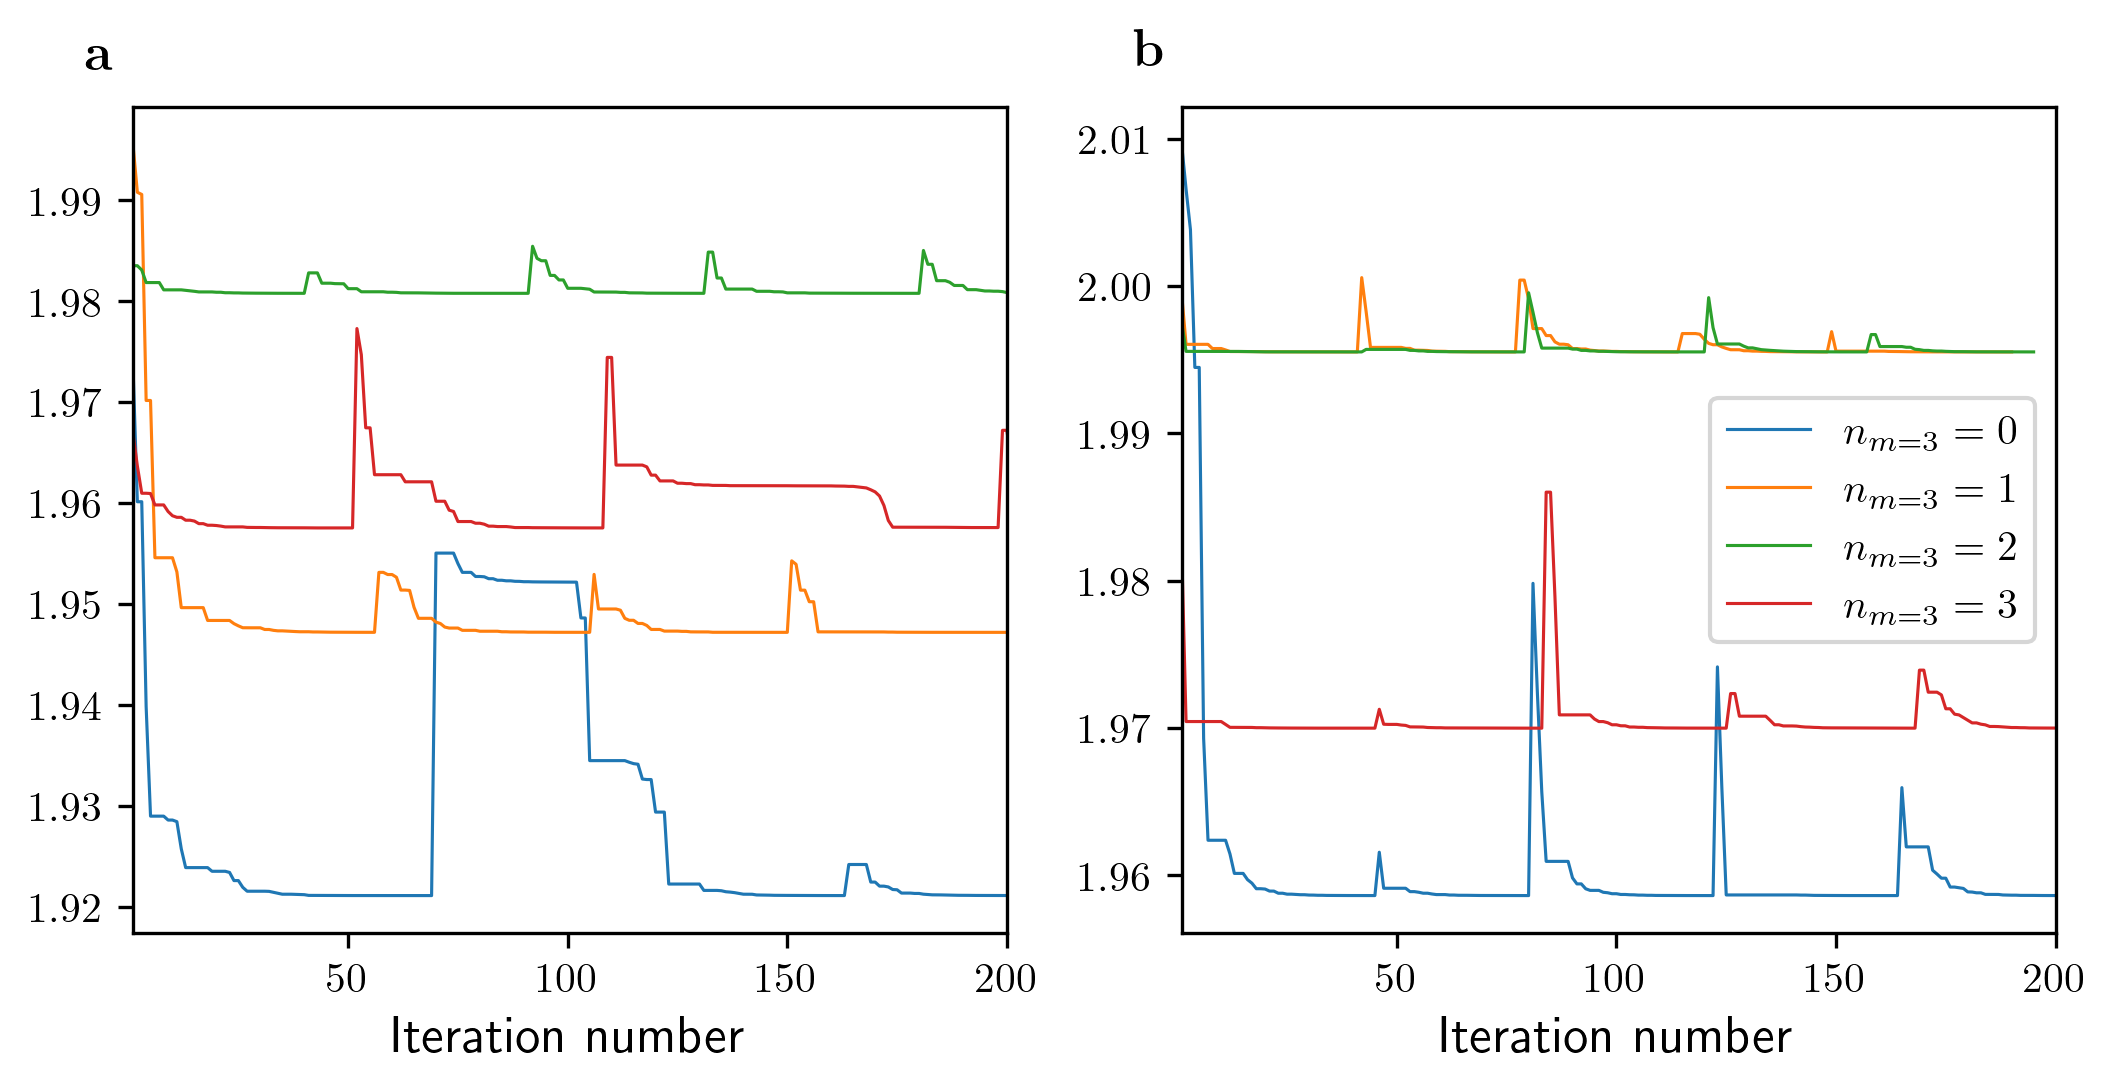 a
1.99
1.98
1.97
1.96
1.95
1.94
1.93
1.92
50 100 150 200
Iteration number
b
2.01
2.00
1.99
1.98
1.97
1.96
n_{m=3} = 0
n_{m=3} = 1
n_{m=3} = 2
n_{m=3} = 3
50 100 150 200
Iteration number